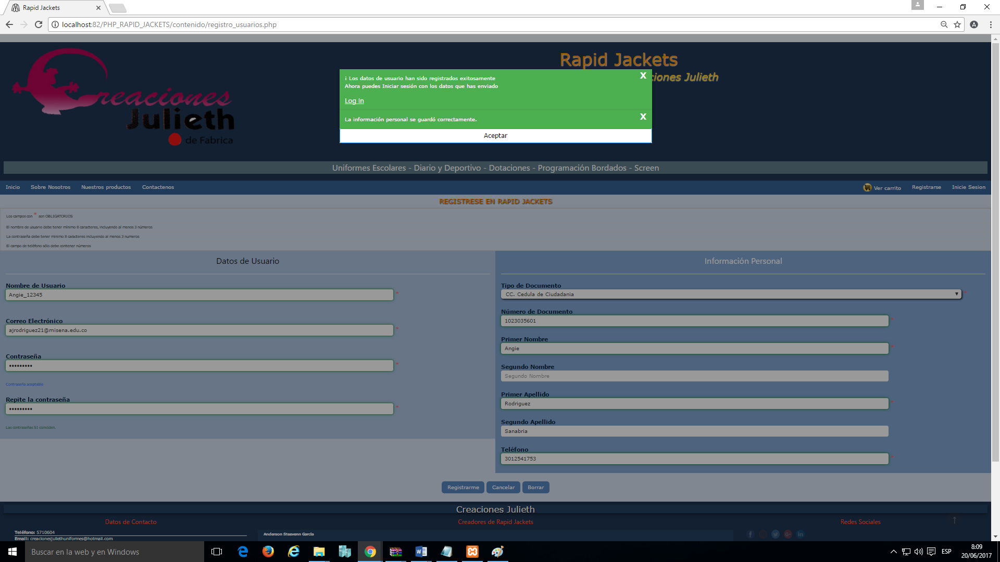 Rapid Jackets
localhost:82/PHP_RAPID_JACKETS/contenido/registro_usuarios.php
Creaciones
Julieth
de Fabrica
Rapid Jackets
ciones Julieth
¡ Los datos de usuario han sido registrados exitosamente
Ahora puedes Iniciar sesión con los datos que has enviado
Log In
X
La información personal se guardó correctamente.
X
Aceptar
Uniformes Escolares - Diario y Deportivo - Dotaciones - Programación Bordados - Screen
Inicio Sobre Nosotros Nuestros productos Contactenos Ver carrito Registrarse Inicie Sesion
REGISTRESE EN RAPID JACKETS
Los campos con * son OBLIGATORIOS
El nombre de usuario debe tener mínimo 8 caracteres, incluyendo al menos 3 números
La contraseña debe tener minimo 8 caracteres incluyendo al menos 3 numeros
El campo de teléfono sólo debe contener números
Datos de Usuario
Nombre de Usuario
Angie_12345 *
Correo Electrónico
ajrodriguez21@misena.edu.co *
Contraseña
••••••••• *
Contraseña aceptable
Repite la contraseña
••••••••• *
Las contraseñas SI coinciden.
Información Personal
Tipo de Documento
CC. Cedula de Ciudadania *
Número de Documento
1023035601 *
Primer Nombre
Angie *
Segundo Nombre
Segundo Nombre
Primer Apellido
Rodriguez *
Segundo Apellido
Sanabria
Teléfono
3012541753 *
Registrarme Cancelar Borrar
Creaciones Julieth
Datos de Contacto
Teléfono: 5710604
Email: creacionesjuliethuniformes@hotmail.com
Creadores de Rapid Jackets
Anderson Steevenn Garcia
Redes Sociales
Buscar en la web y en Windows
ESP
8:09
20/06/2017